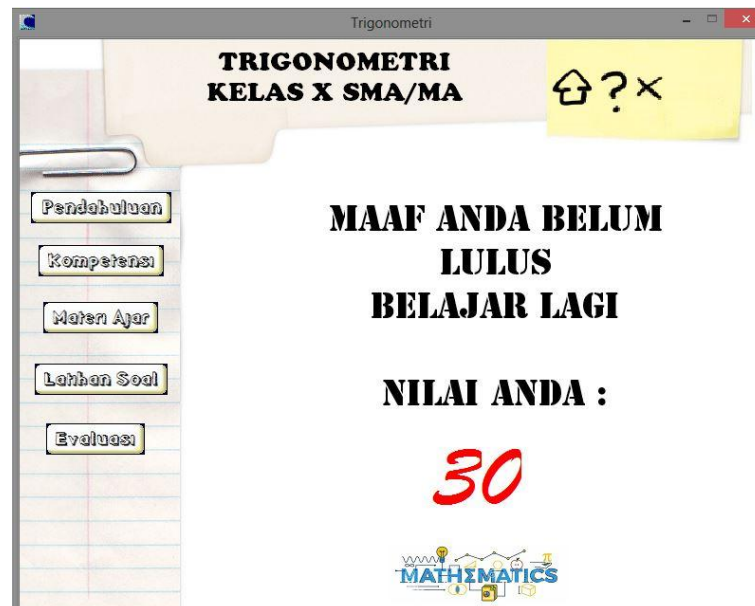 Trigonometri
TRIGONOMETRI
KELAS X SMA/MA
?
Pendahuluan
Kompetensi
Materi Ajar
Latihan Soal
Evaluasi
MAAF ANDA BELUM
LULUS
BELAJAR LAGI
NILAI ANDA :
30
MATHΣMATICS